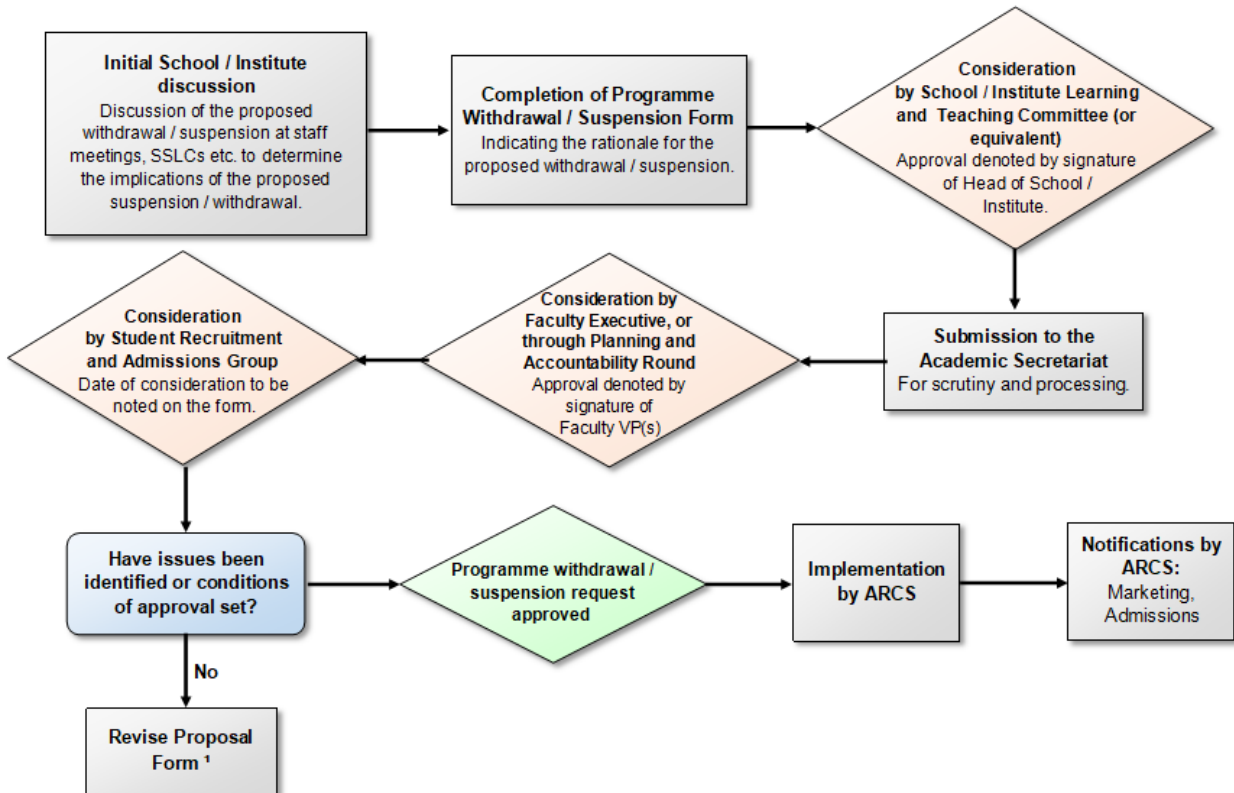 Initial School / Institute
discussion
Discussion of the proposed
withdrawal / suspension at staff
meetings, SSLCs etc. to determine
the implications of the proposed
suspension / withdrawal.
Completion of Programme
Withdrawal / Suspension Form
Indicating the rationale for the
proposed withdrawal / suspension.
Consideration
by School / Institute Learning
and Teaching Committee (or
equivalent)
Approval denoted by signature
of Head of School /
Institute.
Consideration
by Student Recruitment
and Admissions Group
Date of consideration to be
noted on the form.
Consideration by
Faculty Executive, or
through Planning and
Accountability Round
Approval denoted by
signature of
Faculty VP(s)
Submission to the
Academic Secretariat
For scrutiny and processing.
Have issues been
identified or conditions
of approval set?
Programme withdrawal /
suspension request
approved
Implementation
by ARCS
Notifications by
ARCS:
Marketing,
Admissions
No
Revise Proposal
Form ¹